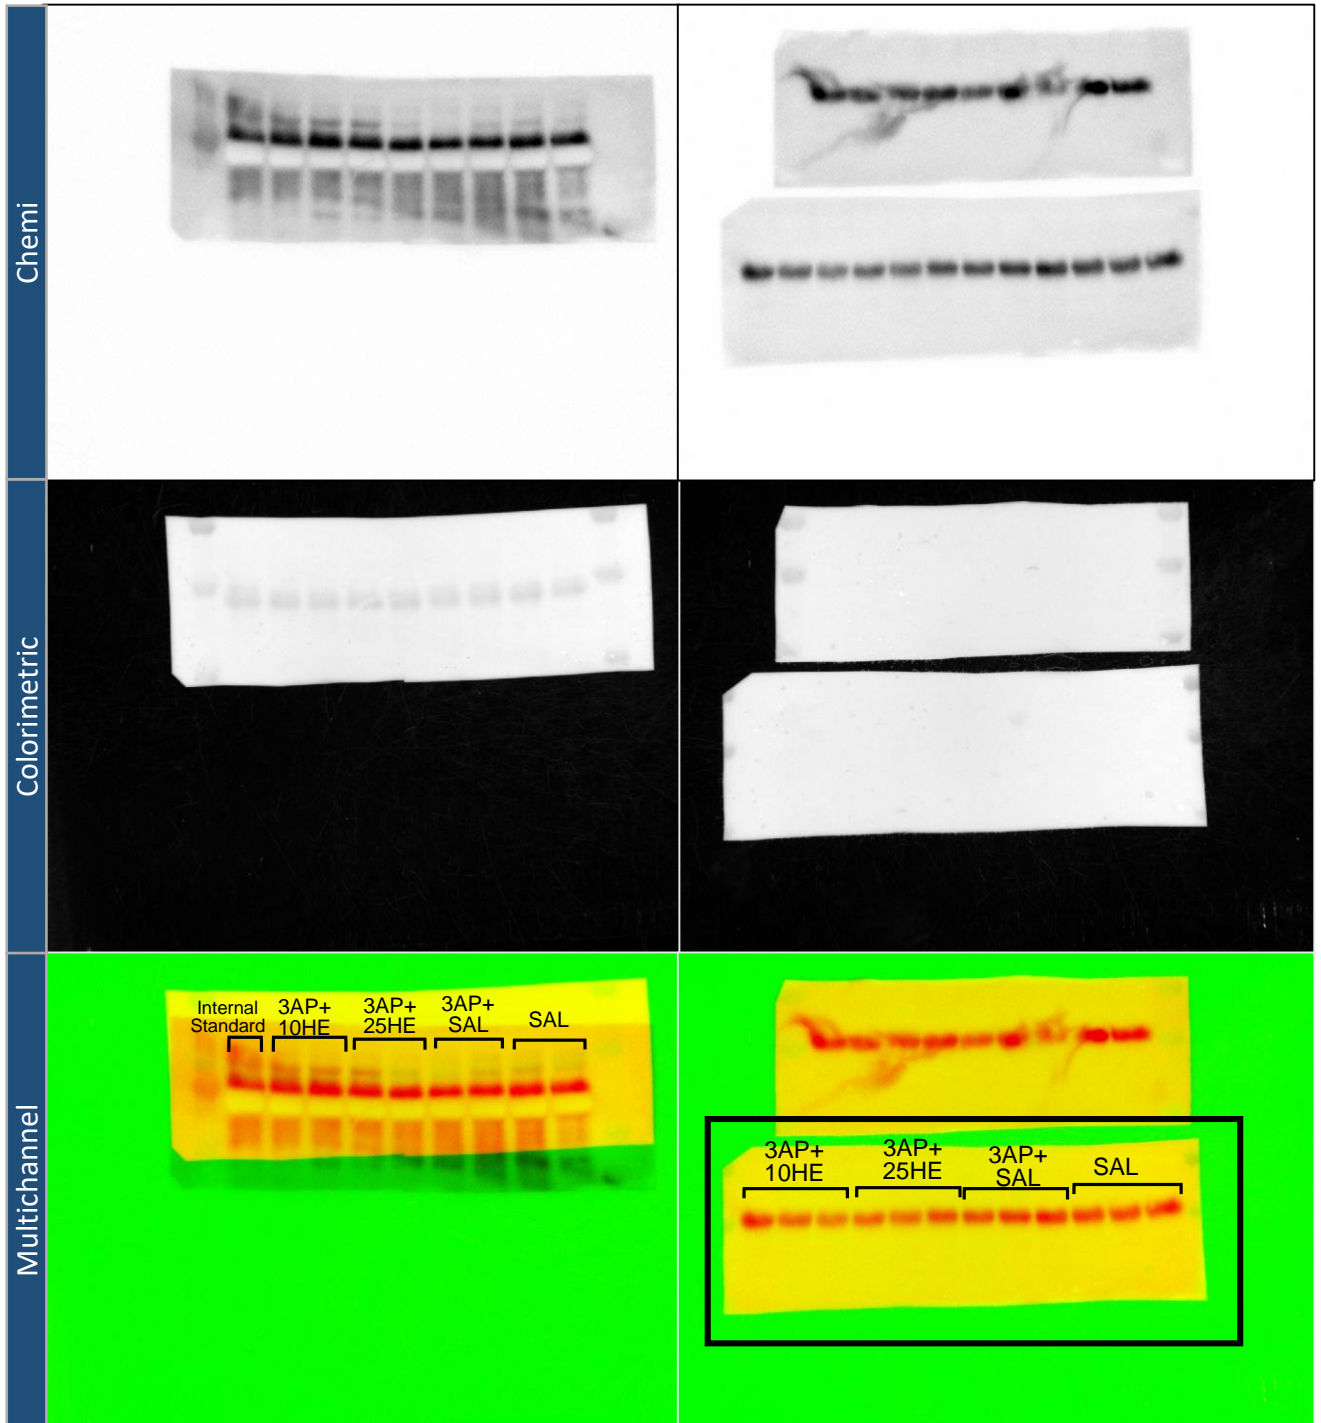 Chemi
Colorimetric
Multichannel
Internal
Standard
3AP+
10HE
3AP+
25HE
3AP+
SAL
SAL
3AP+
10HE
3AP+
25HE
3AP+
SAL
SAL